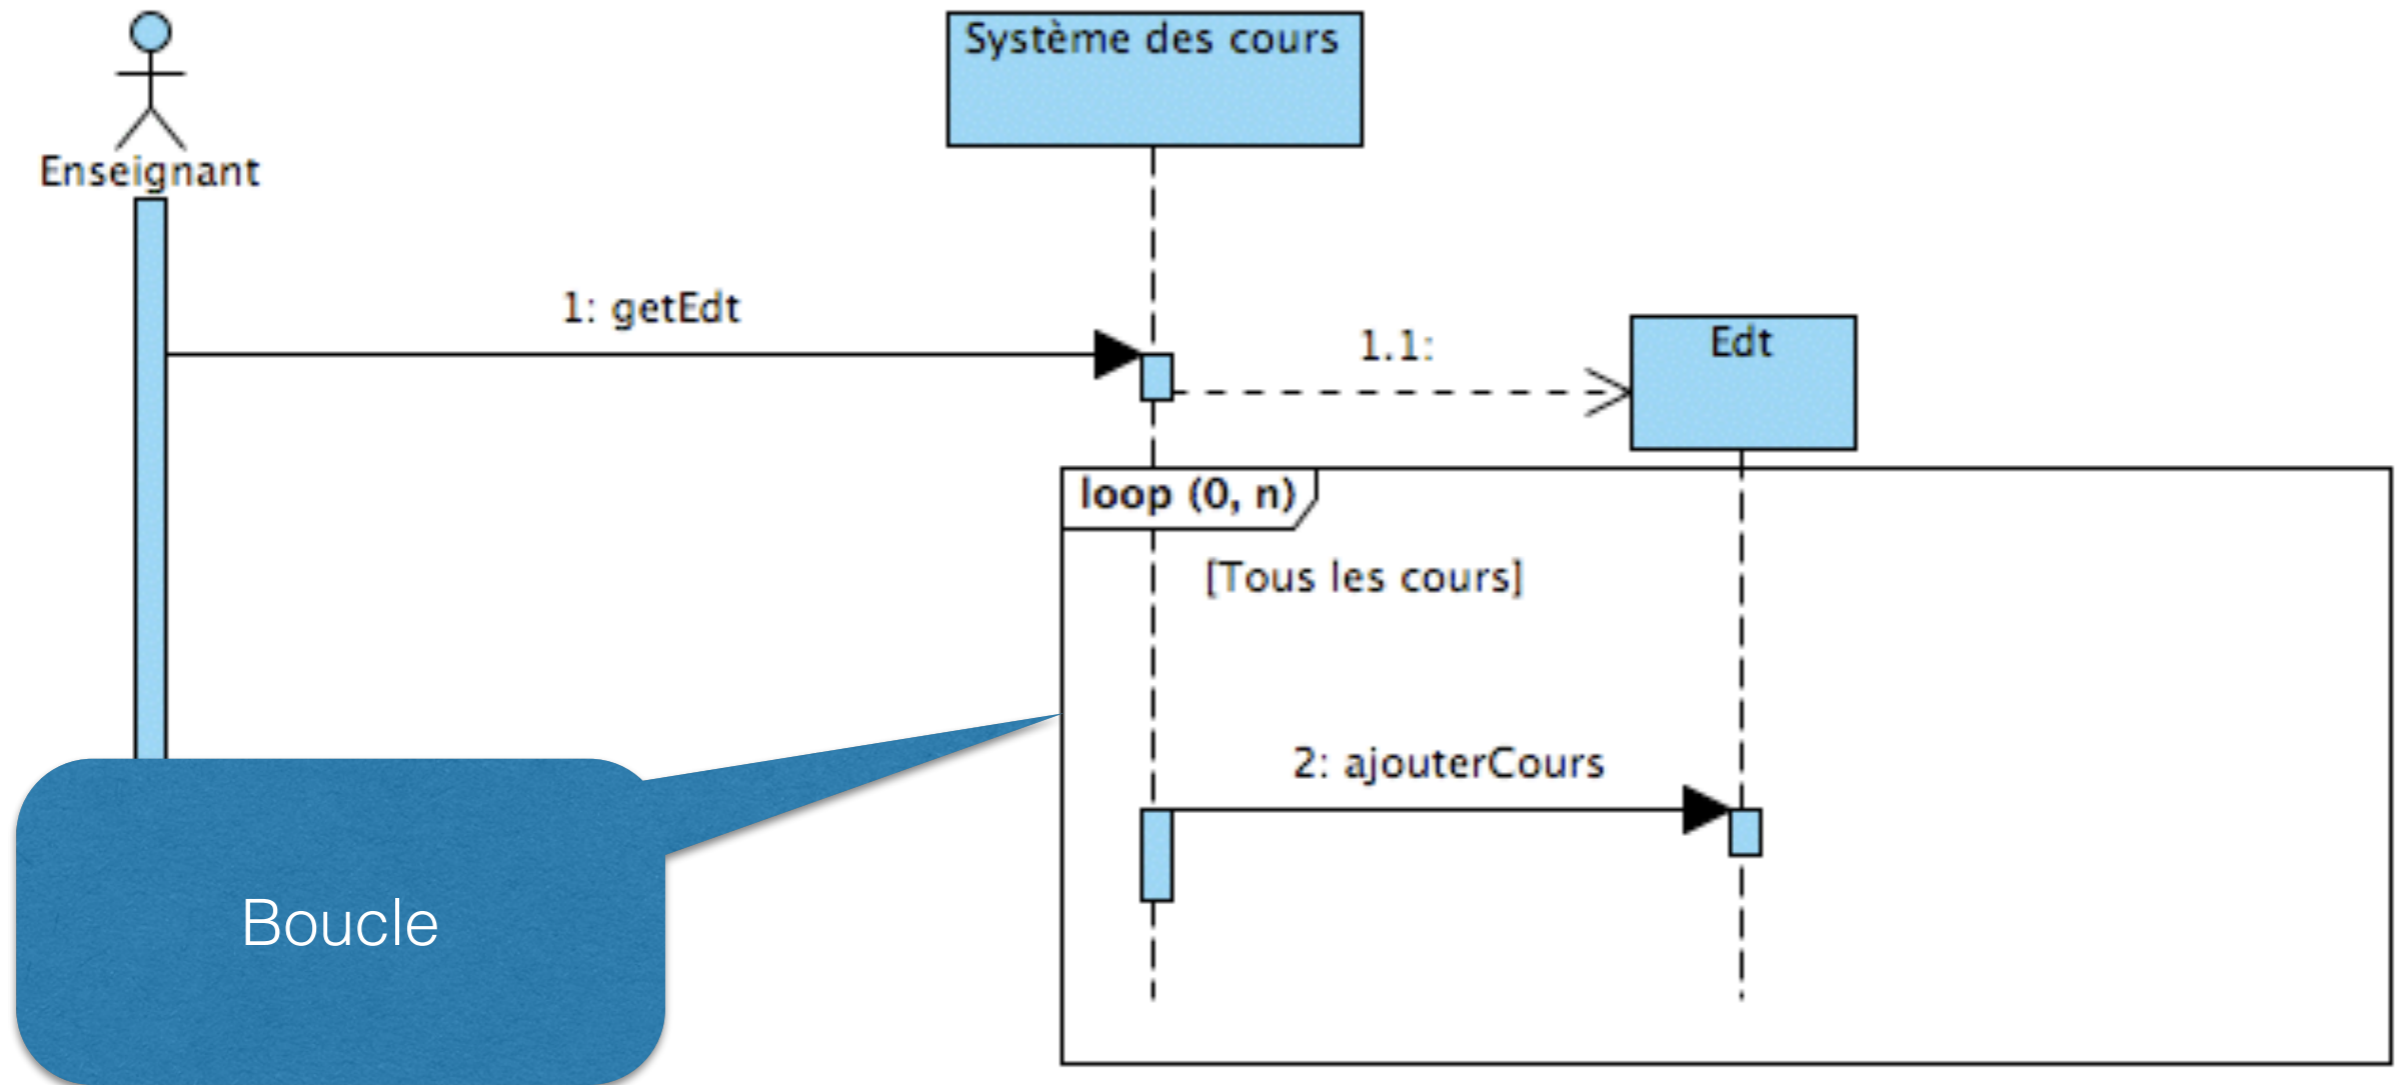 Système des cours
Enseignant
1: getEdt
1.1:
Edt
loop (0, n)
[Tous les cours]
2: ajouterCours
Boucle